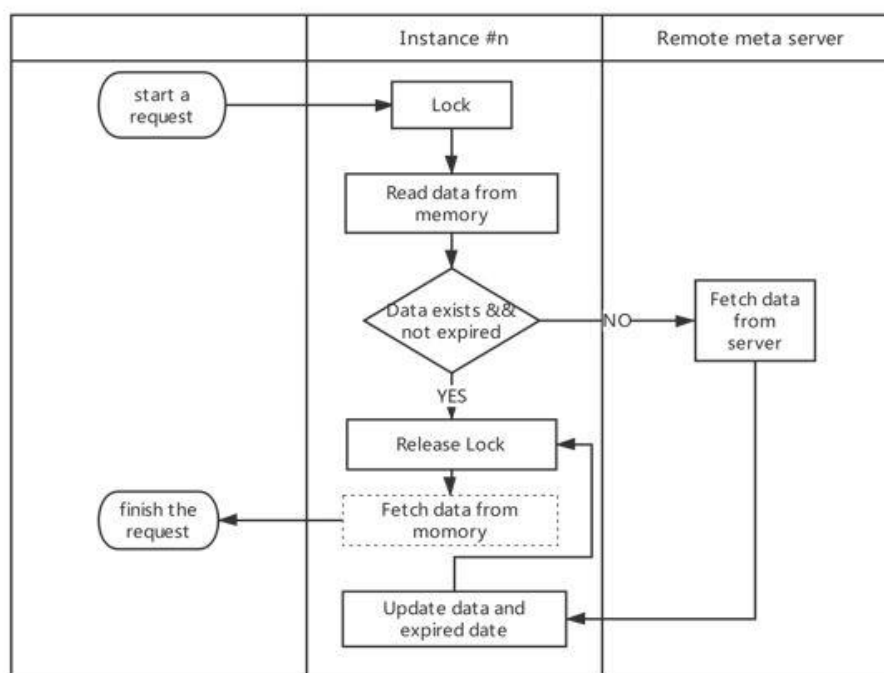 Instance #n
Remote meta server
start a
request
Lock
Read data from
memory
Data exists &&
not expired
NO
Fetch data
from
server
YES
Release Lock
Fetch data from
momory
finish the
request
Update data and
expired date